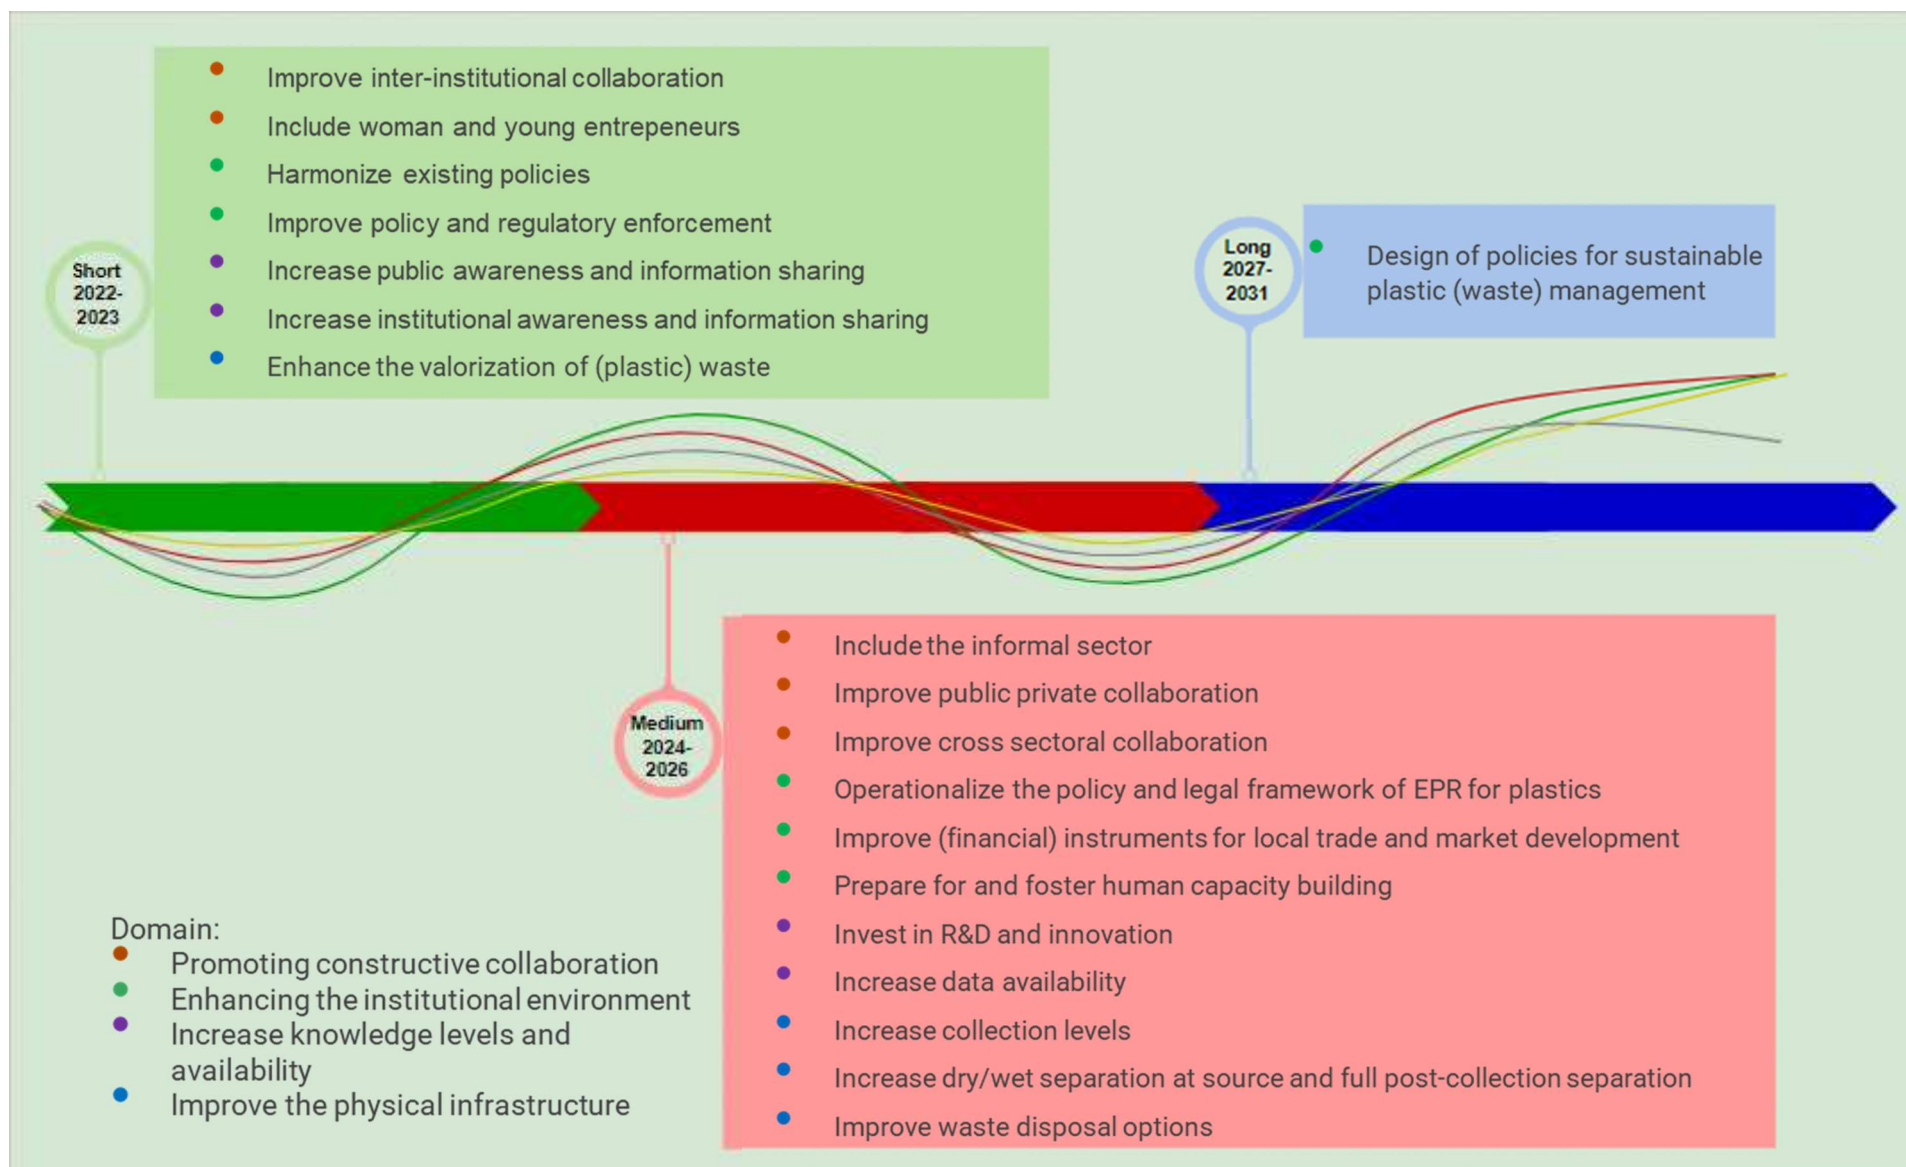 Improve inter-institutional collaboration
Include woman and young entrepeneurs
Harmonize existing policies
Improve policy and regulatory enforcement
Increase public awareness and information sharing
Increase institutional awareness and information sharing
Enhance the valorization of (plastic) waste
Short
2022-
2023
Long
2027-
2031
Design of policies for sustainable
plastic (waste) management
Medium
2024-
2026
Include the informal sector
Improve public private collaboration
Improve cross sectoral collaboration
Operationalize the policy and legal framework of EPR for plastics
Improve (financial) instruments for local trade and market development
Prepare for and foster human capacity building
Invest in R&D and innovation
Increase data availability
Increase collection levels
Increase dry/wet separation at source and full post-collection separation
Improve waste disposal options
Domain:
Promoting constructive collaboration
Enhancing the institutional environment
Increase knowledge levels and
availability
Improve the physical infrastructure